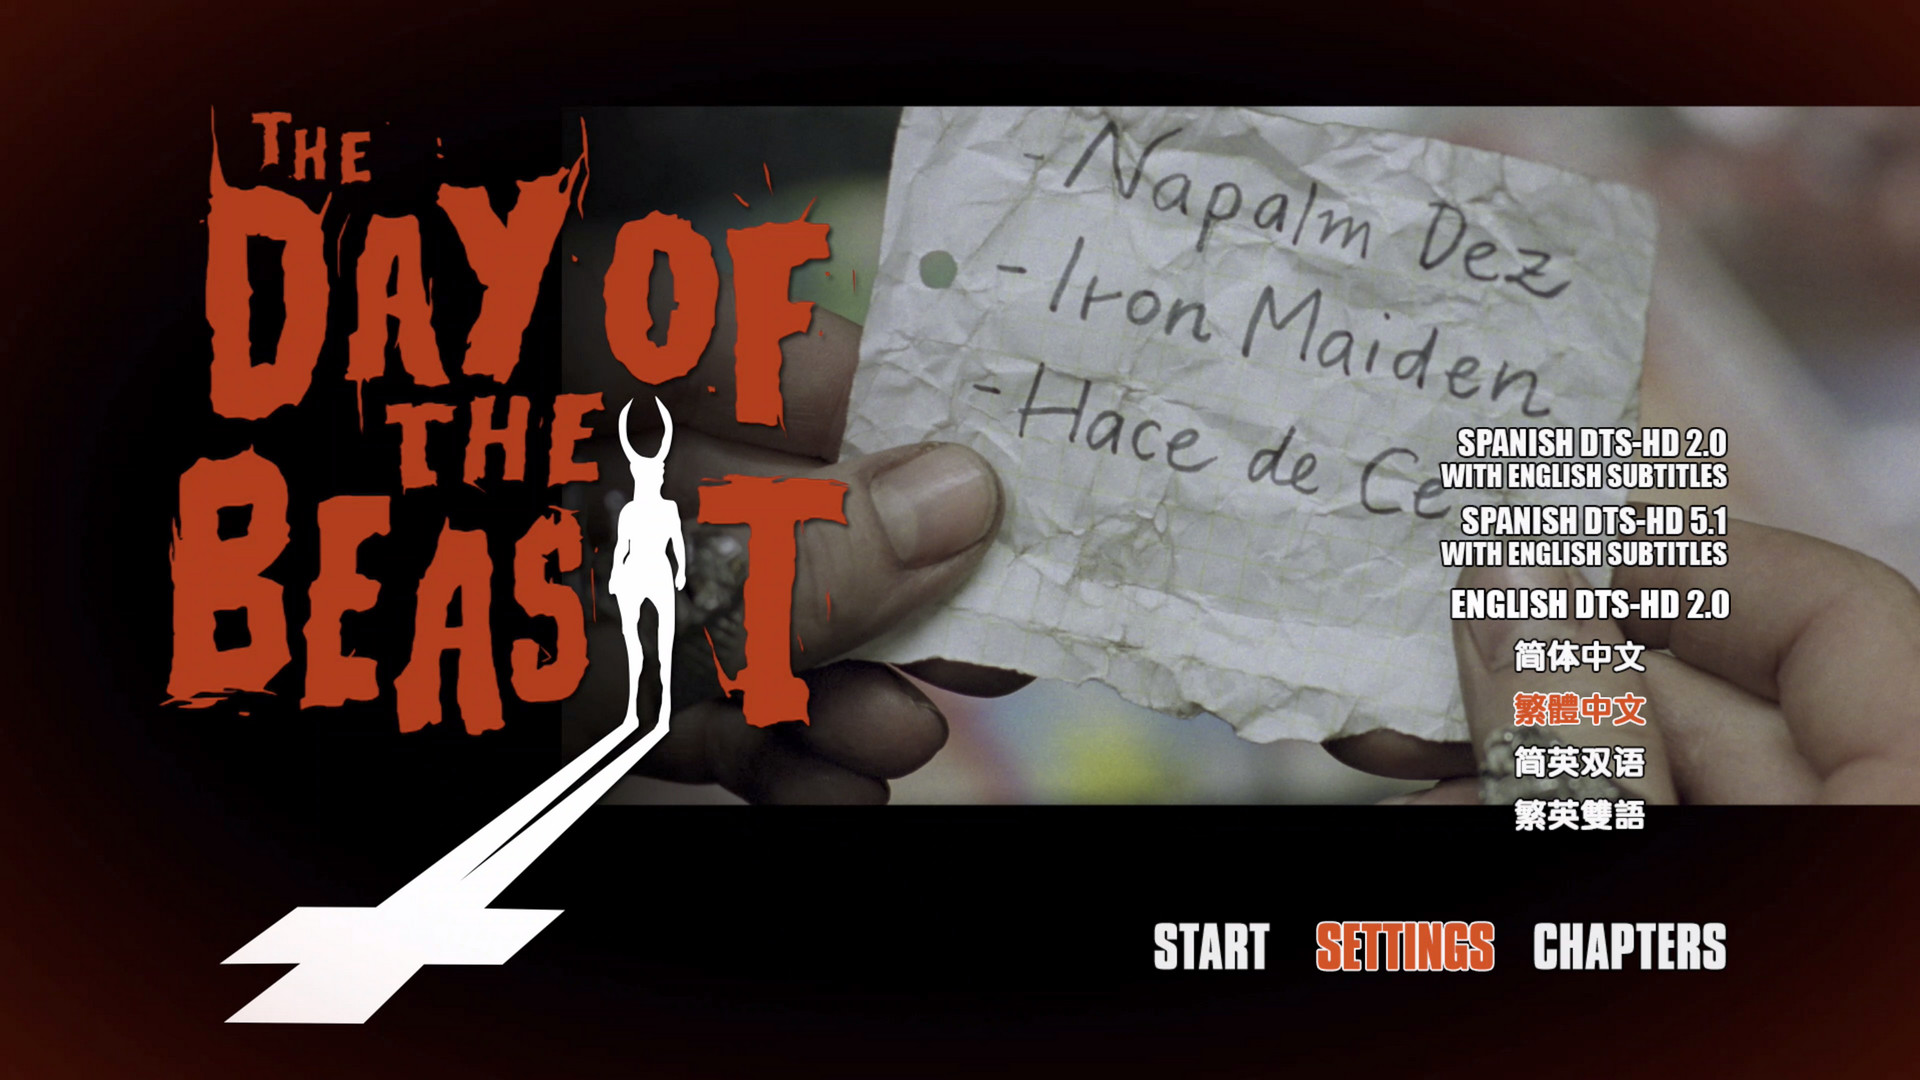 THE
DAY OF
THE
BEAST
- Napalm Dez
- Iron Maiden
- Hace de Ce
SPANISH DTS-HD 2.0
WITH ENGLISH SUBTITLES
SPANISH DTS-HD 5.1
WITH ENGLISH SUBTITLES
ENGLISH DTS-HD 2.0
简体中文
繁體中文
简英双语
繁英雙語
START SETTINGS CHAPTERS